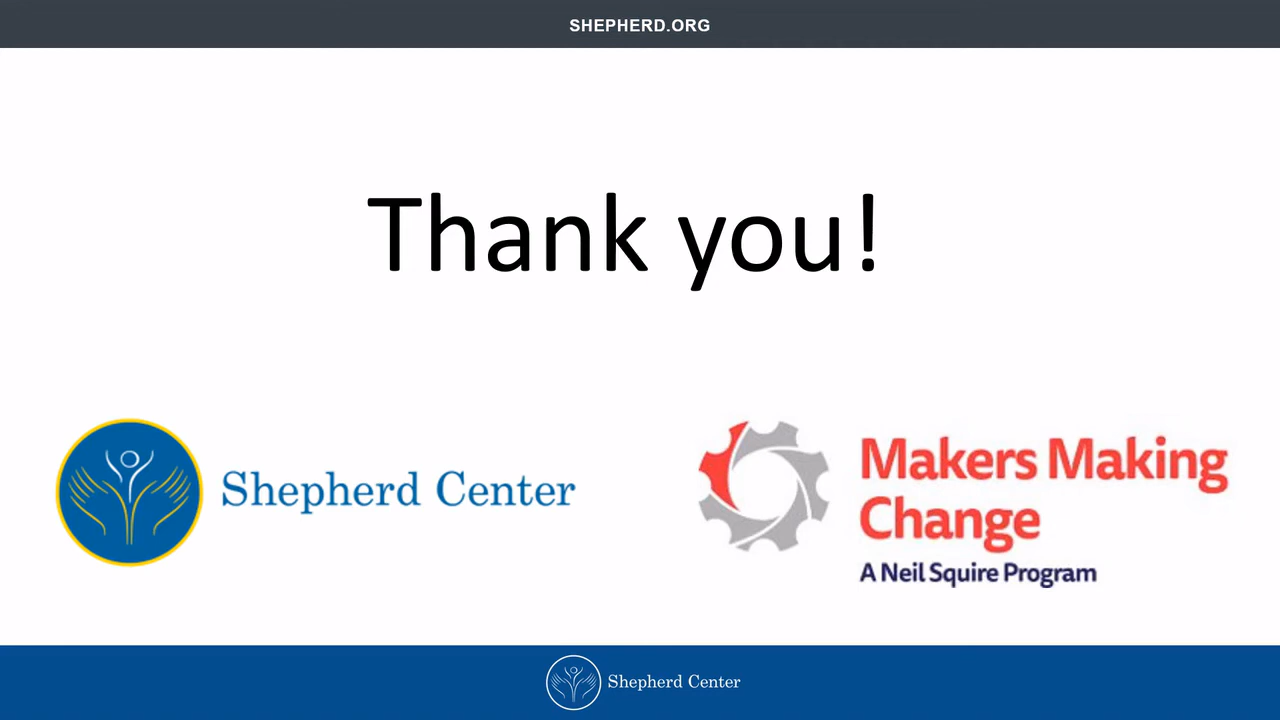 SHEPHERD.ORG
Thank you!
Shepherd Center
Makers Making
Change
A Neil Squire Program
Shepherd Center